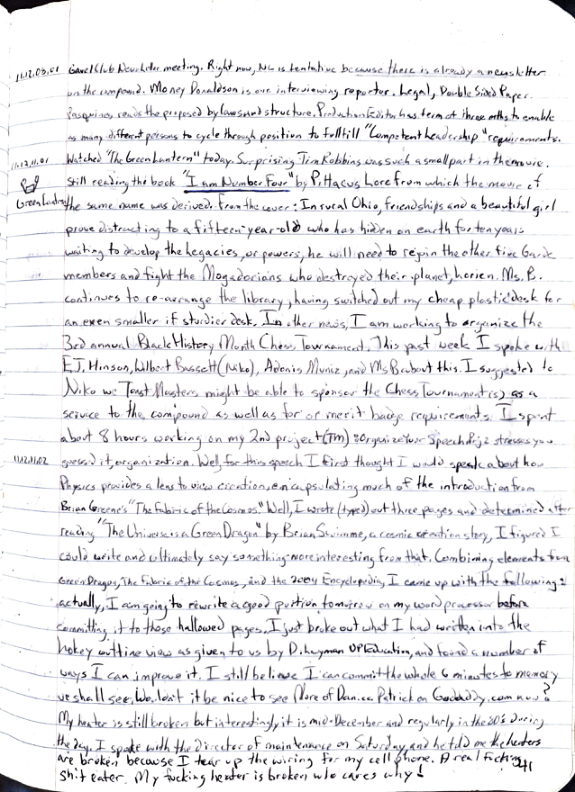 11.12.09.01 Gavel Club Newsletter meeting. Right now, NL is tentative because there is already a newsletter
on the compound. Money Donaldson is our interviewing reporter. Legal, Double Sided Paper.
reads the proposed bylaws and structure. Production Editor has term of three months to enable
as many different persons to cycle through position to fulfill "Competent leadership" requirements.
11.12.11.01 Watched "The Green Lantern" today. Surprising Tim Robbins was such a small part in the movie.
Still reading the book "I am Number Four" by Pittacus Lore from which the movie of
Green Lantern the same name was derived. From the cover: In rural Ohio, friendships and a beautiful girl
prove distracting to a fifteen year-old who has hidden on earth for ten years
waiting to develop the legacies, or powers, he will need to rejoin the other five Garde
members and fight the Mogadorians who destroyed their planet, Lorien. Ms. B.
continues to re-arrange the library, having switched out my cheap plastic desk for
an even smaller if sturdier desk. In other news, I am working to organize the
3rd annual Black History Month Chess Tournament. This past week I spoke with
E.J. Hinson, Wilbert Bassett (Niko), Adenis Muniz, and Ms B about this. I suggested to
Niko we Toast Masters might be able to sponsor the Chess Tournament(s) as a
service to the compound as well as for or merit badge requirements. I spent
about 8 hours working on my 2nd project (TM) Organize Your Speech. Proj 2 stresses you
11.12.11.02 guessed it, organization. Well, for this speech I first thought I would speak about how
Physics provides a lens to view creation, encapsulating much of the introduction from
Brian Greene's "The Fabric of the Cosmos". Well, I wrote (typed) out three pages and determined after
reading "The Universe is a Green Dragon" by Brian Swimme, a cosmic creation story, I figured I
could write and ultimately say something more interesting from that. Combining elements from
Green Dragon, The Fabric of the Cosmos, and the 2004 Encyclopedia, I came up with the following:
actually, I am going to rewrite a good portion tomorrow on my word processor before
committing it to those hallowed pages. I just broke out what I had written into the
hokey outline view as given to us by D. UP Education, and found a number of
ways I can improve it. I still believe I can commit the whole 6 minutes to memory
we shall see. Won't it be nice to see More of Danica Patrick on Godaddy.com now?
My heater is still broken but interestingly, it is mid-December and regularly in the 80's during
the day. I spoke with the Director of maintenance on Saturday, and he told me the heaters
are broken because I tear up the wiring for my cell phone. A real fucking
shit eater. My fucking heater is broken who cares why!